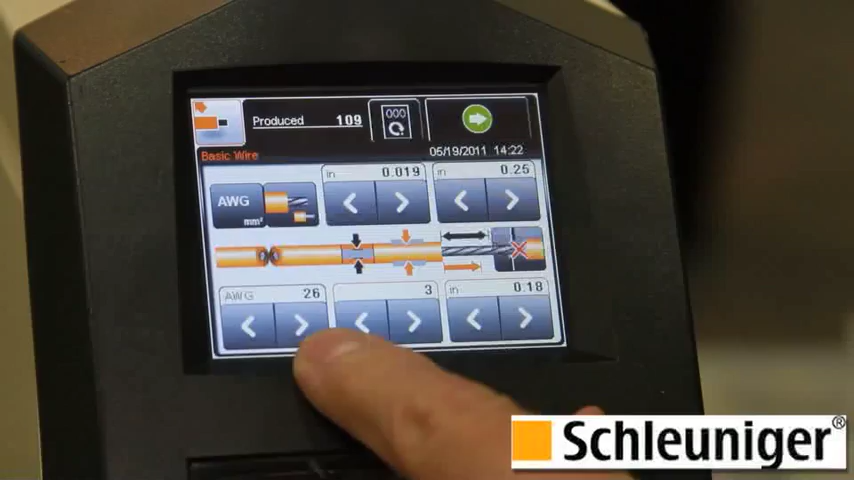 Produced 109
000
Basic Wire
05/19/2011 14:22
in 0.019
in 0.25
AWG
mm²
AWG 26
3
in 0.18
Schleuniger®